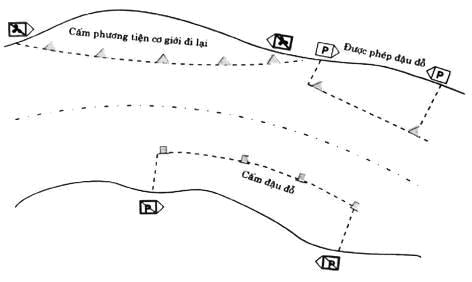 Cấm phương tiện cơ giới đi lại
Được phép đậu đỗ
P
P
Cấm đậu đỗ
P
P